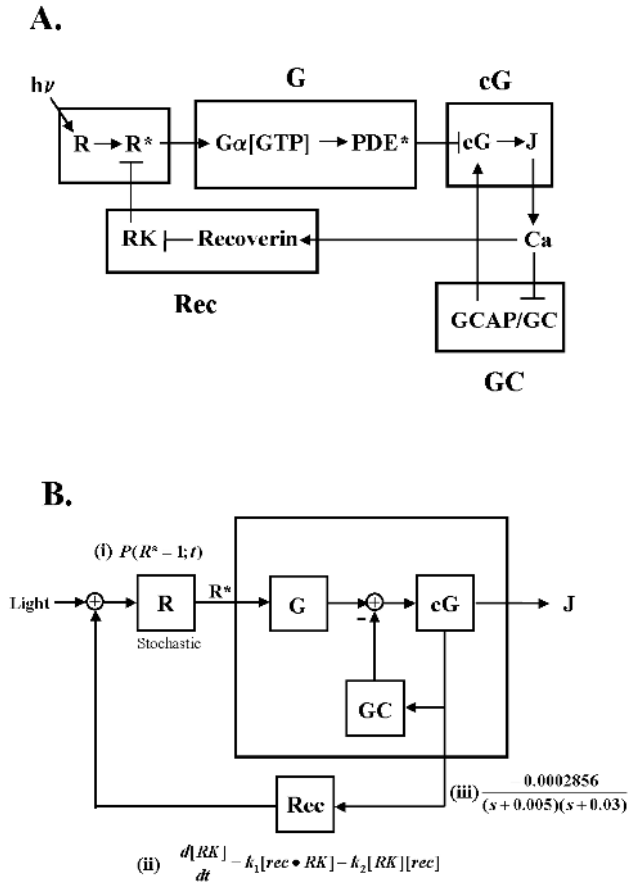 A.
G
cG
hν
R → R* Gα[GTP] → PDE* cG → J
RK Recoverin Ca
Rec
GCAP/GC
GC
B.
(i) P(R* - 1; t)
Light + R R* G + cG J
-
Stochastic
GC
Rec
(iii) -0.0002856 / (s + 0.005)(s + 0.03)
(ii) d[RK]/dt - k₁[rec • RK] - k₂[RK][rec]